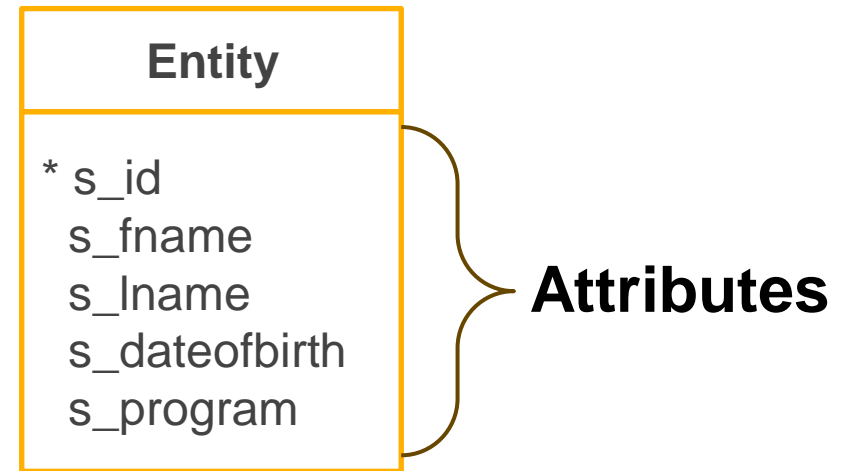 Entity
* s_id
s_fname
s_lname
s_dateofbirth
s_program
Attributes